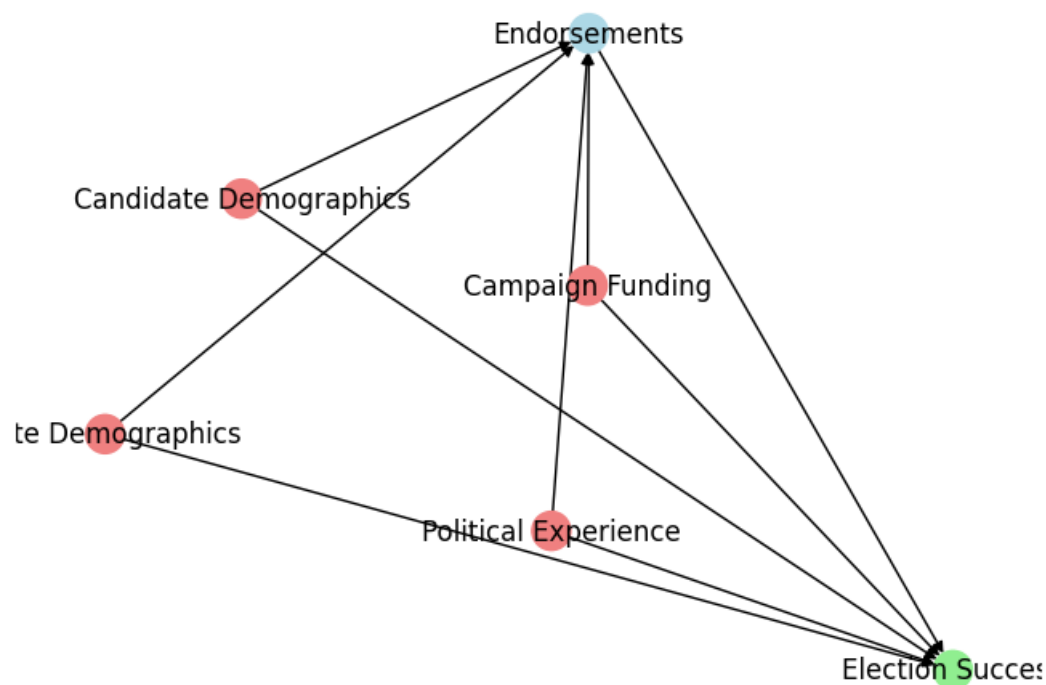 Endorsements
Candidate Demographics
Campaign Funding
te Demographics
Political Experience
Election Succes